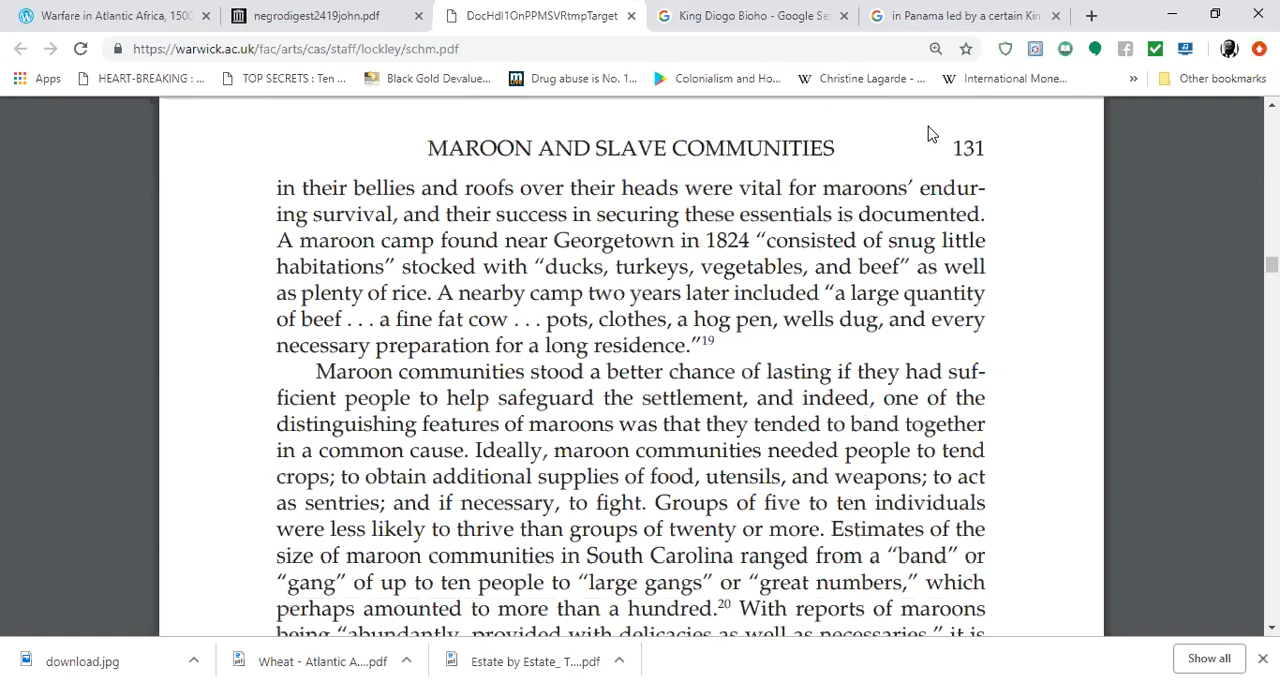 Warfare in Atlantic Africa, 1500
negrodigest2419john.pdf
DocHdl1OnPPMSVRtmpTarget
King Diogo Bioho - Google Se
in Panama led by a certain Kin
https://warwick.ac.uk/fac/arts/cas/staff/lockley/schm.pdf
Apps
HEART-BREAKING : ...
TOP SECRETS : Ten ...
Black Gold Devalue...
Drug abuse is No. 1...
Colonialism and Ho...
Christine Lagarde - ...
International Mone...
Other bookmarks
MAROON AND SLAVE COMMUNITIES 131
in their bellies and roofs over their heads were vital for maroons’ endur-
ing survival, and their success in securing these essentials is documented.
A maroon camp found near Georgetown in 1824 “consisted of snug little
habitations” stocked with “ducks, turkeys, vegetables, and beef” as well
as plenty of rice. A nearby camp two years later included “a large quantity
of beef . . . a fine fat cow . . . pots, clothes, a hog pen, wells dug, and every
necessary preparation for a long residence.”19
Maroon communities stood a better chance of lasting if they had suf-
ficient people to help safeguard the settlement, and indeed, one of the
distinguishing features of maroons was that they tended to band together
in a common cause. Ideally, maroon communities needed people to tend
crops; to obtain additional supplies of food, utensils, and weapons; to act
as sentries; and if necessary, to fight. Groups of five to ten individuals
were less likely to thrive than groups of twenty or more. Estimates of the
size of maroon communities in South Carolina ranged from a “band” or
“gang” of up to ten people to “large gangs” or “great numbers,” which
perhaps amounted to more than a hundred.20 With reports of maroons
being “abundantly provided with delicacies as well as necessaries,” it is
download.jpg
Wheat - Atlantic A....pdf
Estate by Estate_ T....pdf
Show all